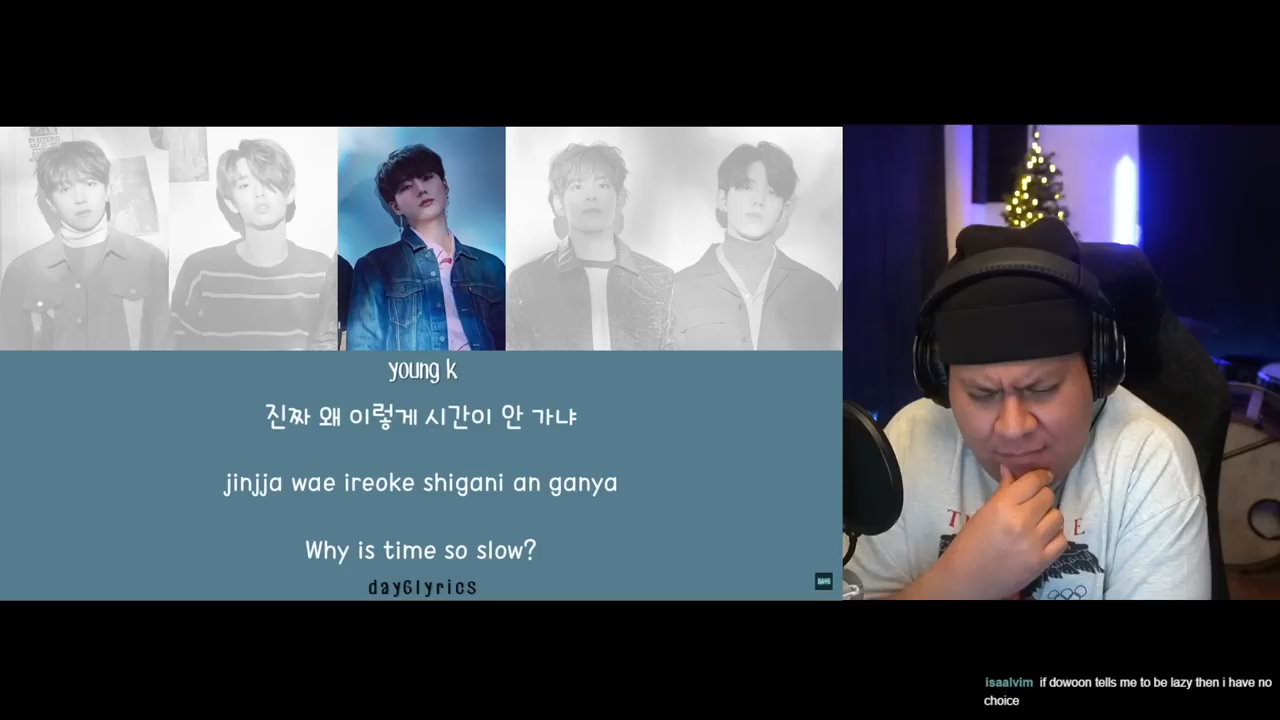 young k
진짜 왜 이렇게 시간이 안 가냐
jinjja wae ireoke shigani an ganya
Why is time so slow?
day6lyrics
DAY6
isaalvim if dowoon tells me to be lazy then i have no
choice